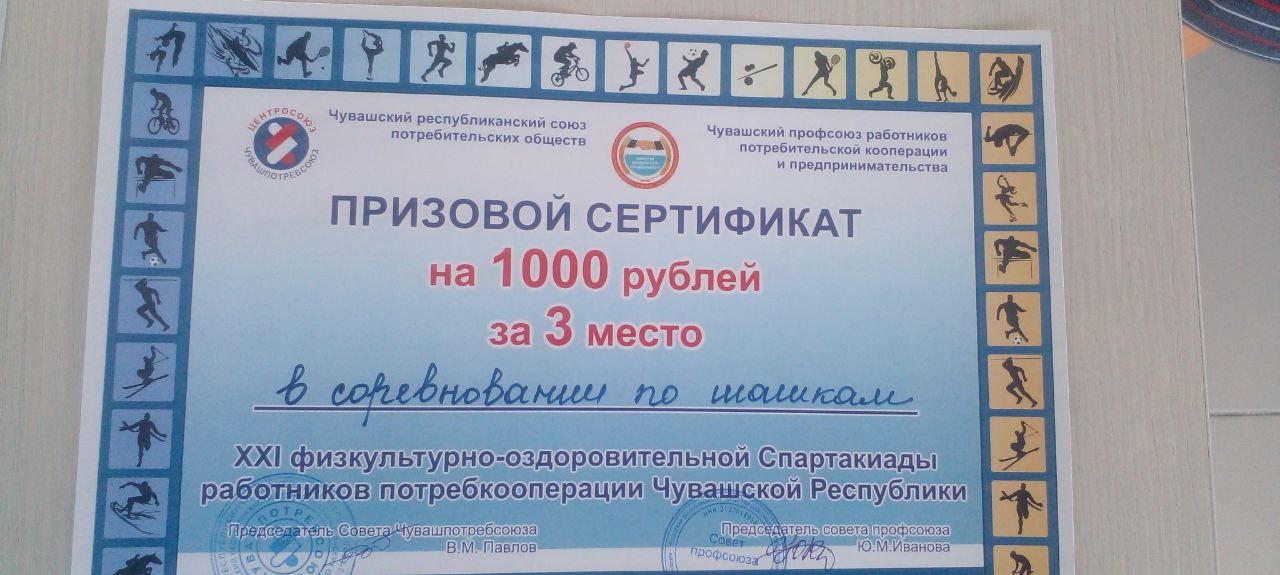 ЦЕНТРОСОЮЗ
ЧУВАШПОТРЕБСОЮЗ
Чувашский республиканский союз
потребительских обществ
Чувашский профсоюз работников
потребительской кооперации
и предпринимательства
ПРИЗОВОЙ СЕРТИФИКАТ
на 1000 рублей
за 3 место
в соревновании по шашкам
XXI физкультурно-оздоровительной Спартакиады
работников потребкооперации Чувашской Республики
Председатель Совета Чувашпотребсоюза
В.М. Павлов
Председатель совета профсоюза
Ю.М.Иванова
Совет
профсоюза